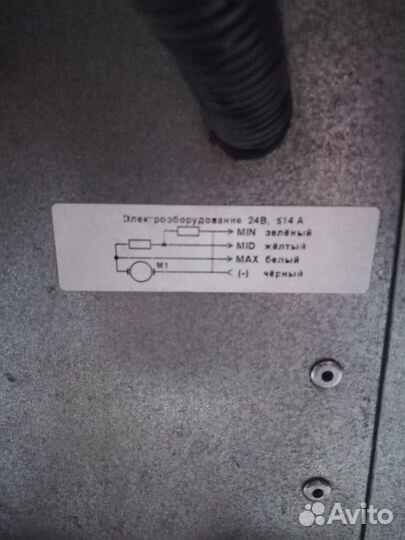 Электрооборудование 24В, ≤14 А
MIN зелёный
MID жёлтый
MAX белый
M1
(-) чёрный
Avito